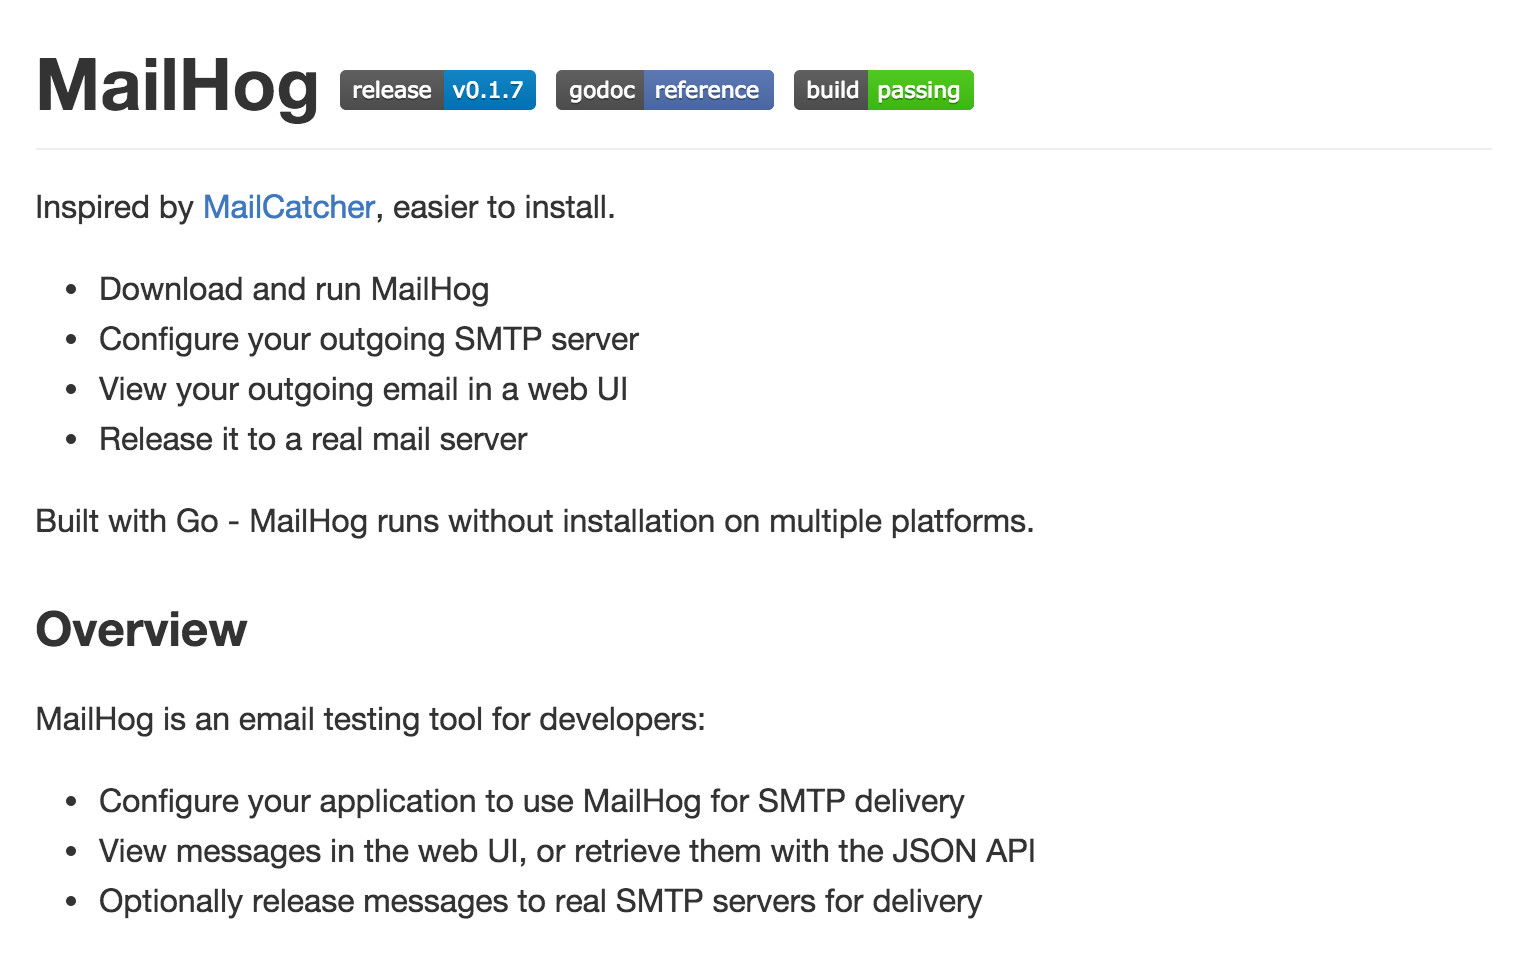 MailHog release v0.1.7 godoc reference build passing
Inspired by MailCatcher, easier to install.
• Download and run MailHog
• Configure your outgoing SMTP server
• View your outgoing email in a web UI
• Release it to a real mail server
Built with Go - MailHog runs without installation on multiple platforms.
Overview
MailHog is an email testing tool for developers:
• Configure your application to use MailHog for SMTP delivery
• View messages in the web UI, or retrieve them with the JSON API
• Optionally release messages to real SMTP servers for delivery